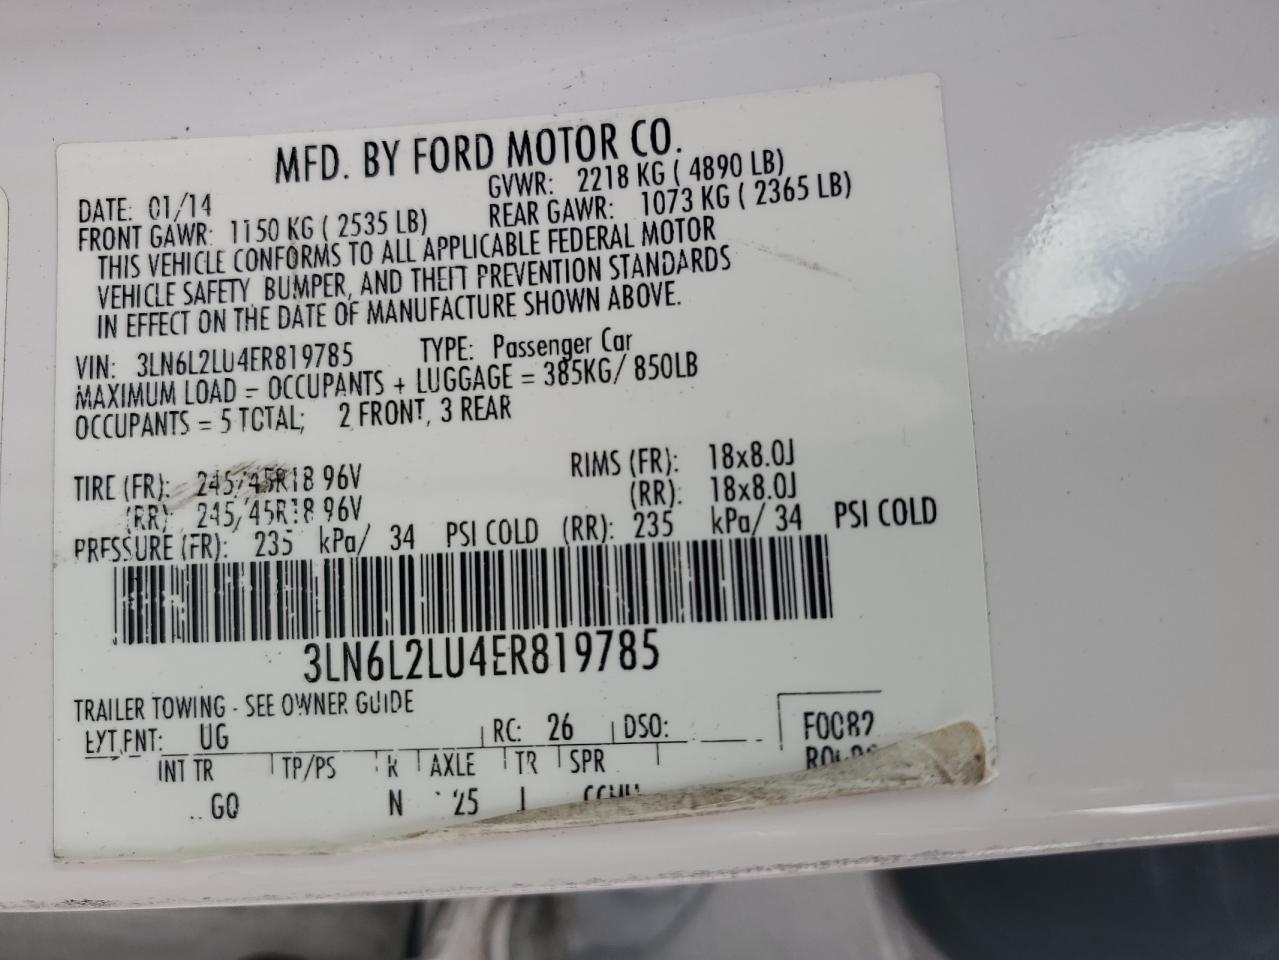 MFD. BY FORD MOTOR CO.
DATE: 01/14 GVWR: 2218 KG ( 4890 LB)
FRONT GAWR: 1150 KG ( 2535 LB) REAR GAWR: 1073 KG ( 2365 LB)
THIS VEHICLE CONFORMS TO ALL APPLICABLE FEDERAL MOTOR
VEHICLE SAFETY, BUMPER, AND THEFT PREVENTION STANDARDS
IN EFFECT ON THE DATE OF MANUFACTURE SHOWN ABOVE.
VIN: 3LN6L2LU4ER819785 TYPE: Passenger Car
MAXIMUM LOAD = OCCUPANTS + LUGGAGE = 385KG/ 850LB
OCCUPANTS = 5 TOTAL; 2 FRONT, 3 REAR
TIRE (FR): 245/45R18 96V RIMS (FR): 18x8.0J
(RR): 245/45R18 96V (RR): 18x8.0J
PRESSURE (FR): 235 kPa/ 34 PSI COLD (RR): 235 kPa/ 34 PSI COLD
3LN6L2LU4ER819785
TRAILER TOWING - SEE OWNER GUIDE
EXT PNT: UG RC: 26 DSO: F0082
INT TR TP/PS R AXLE TR SPR
GO N 25